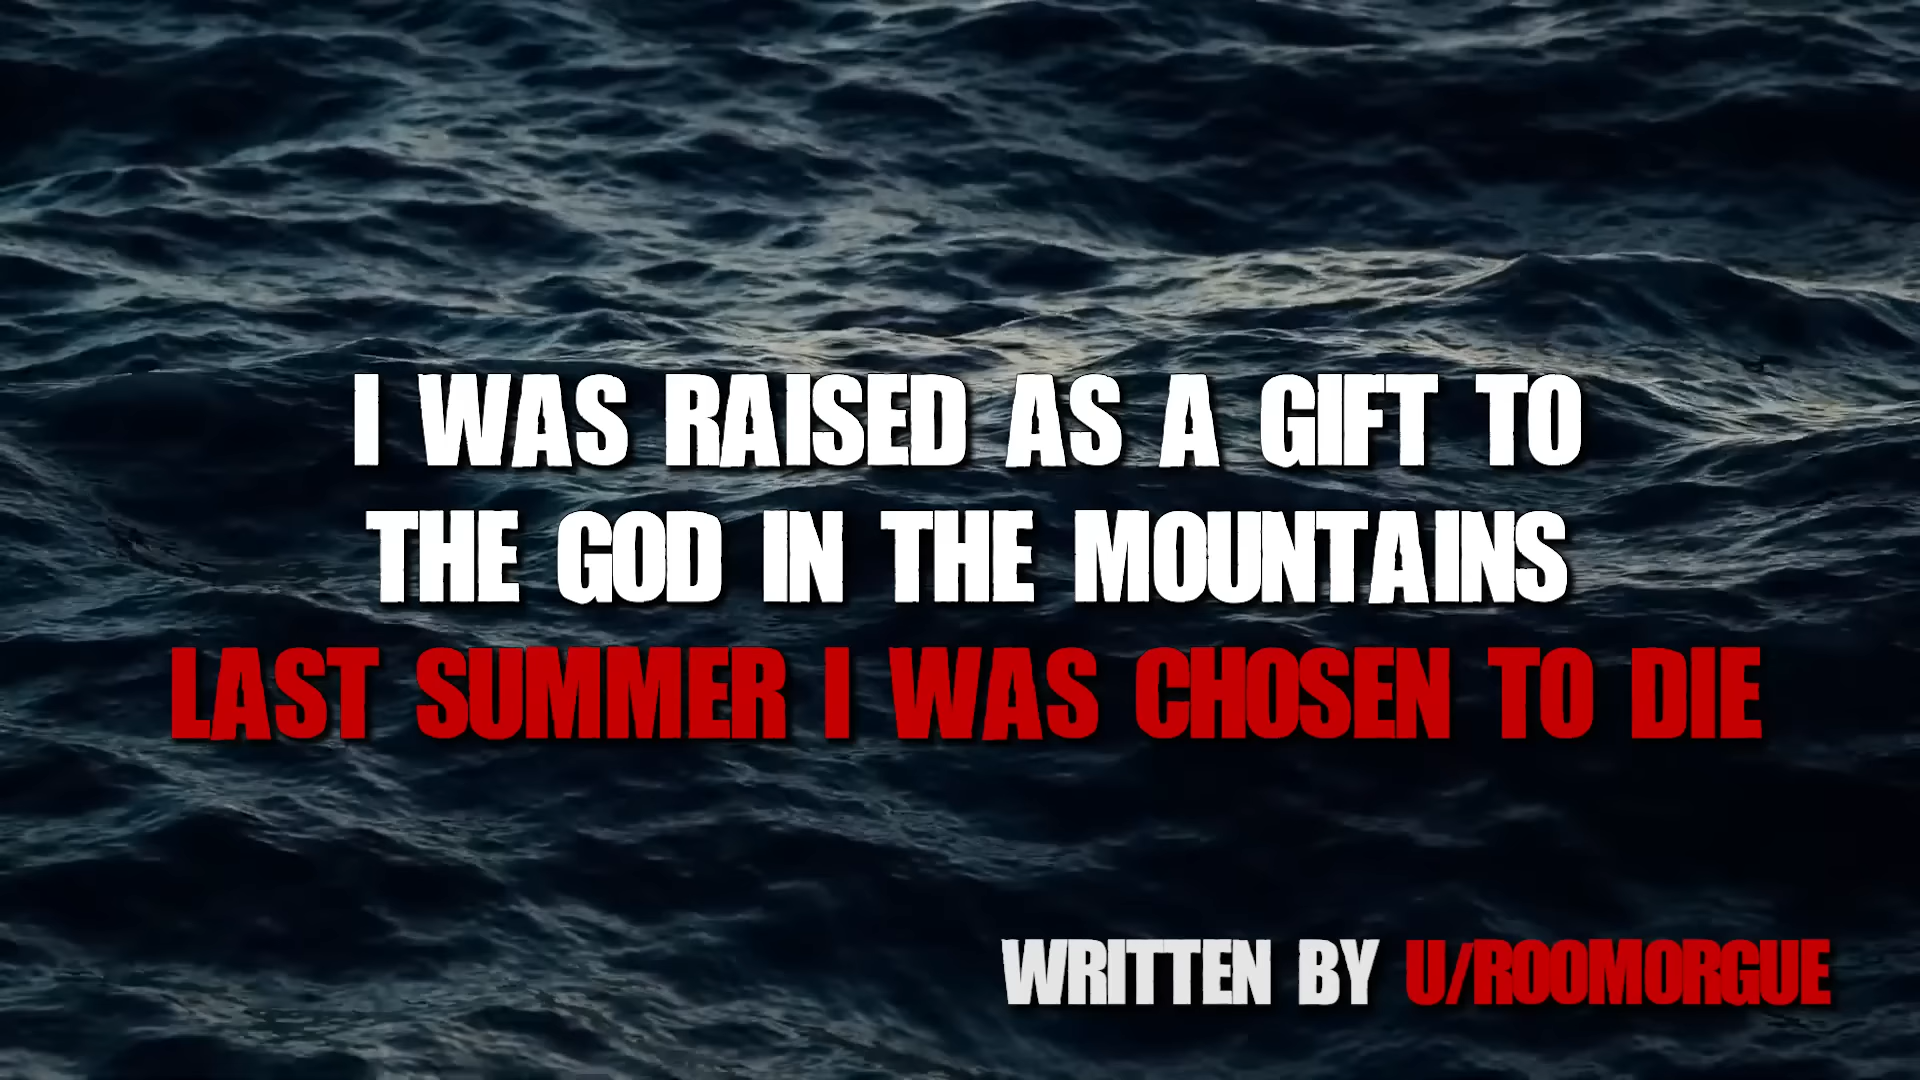 I WAS RAISED AS A GIFT TO
THE GOD IN THE MOUNTAINS
LAST SUMMER I WAS CHOSEN TO DIE
WRITTEN BY U/ROOMORGUE